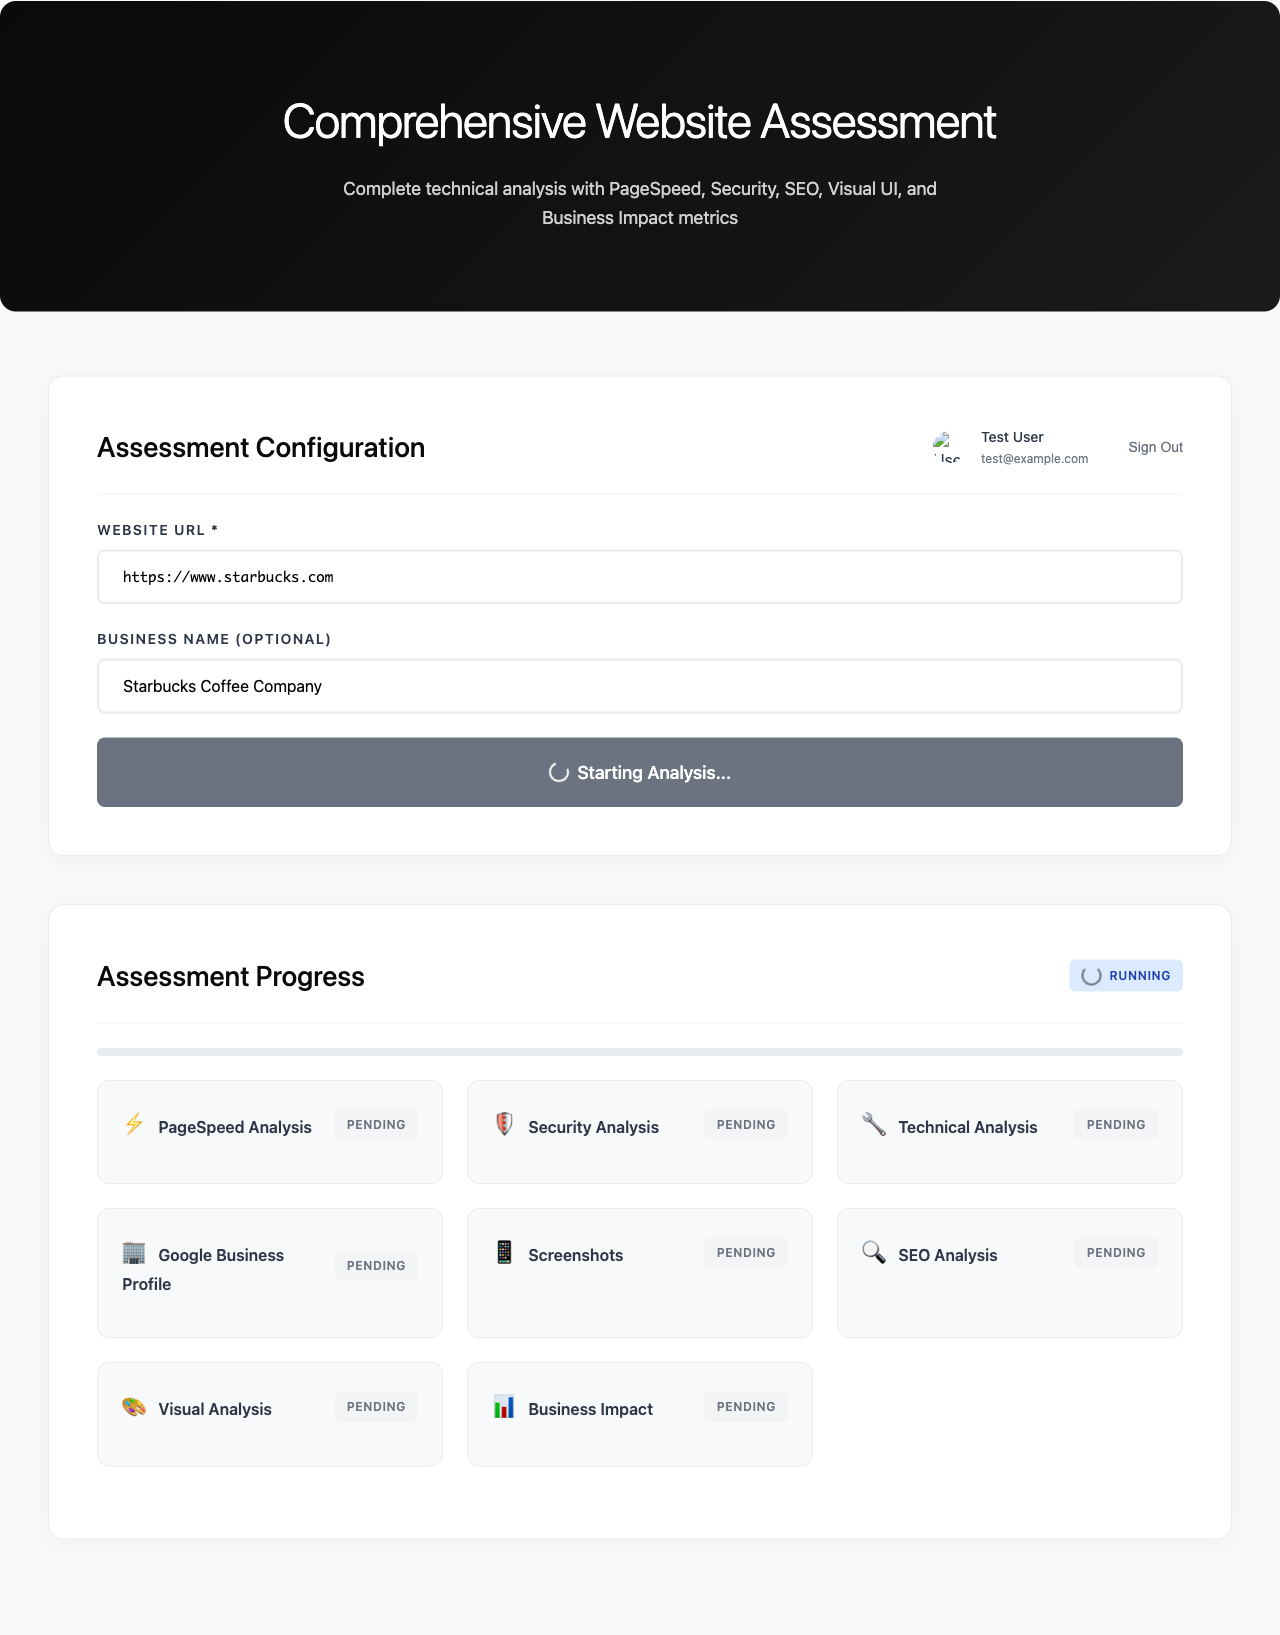 Comprehensive Website Assessment
Complete technical analysis with PageSpeed, Security, SEO, Visual UI, and
Business Impact metrics
Assessment Configuration
Test User
test@example.com
Sign Out
WEBSITE URL *
https://www.starbucks.com
BUSINESS NAME (OPTIONAL)
Starbucks Coffee Company
Starting Analysis...
Assessment Progress
RUNNING
PageSpeed Analysis
PENDING
Security Analysis
PENDING
Technical Analysis
PENDING
Google Business
Profile
PENDING
Screenshots
PENDING
SEO Analysis
PENDING
Visual Analysis
PENDING
Business Impact
PENDING